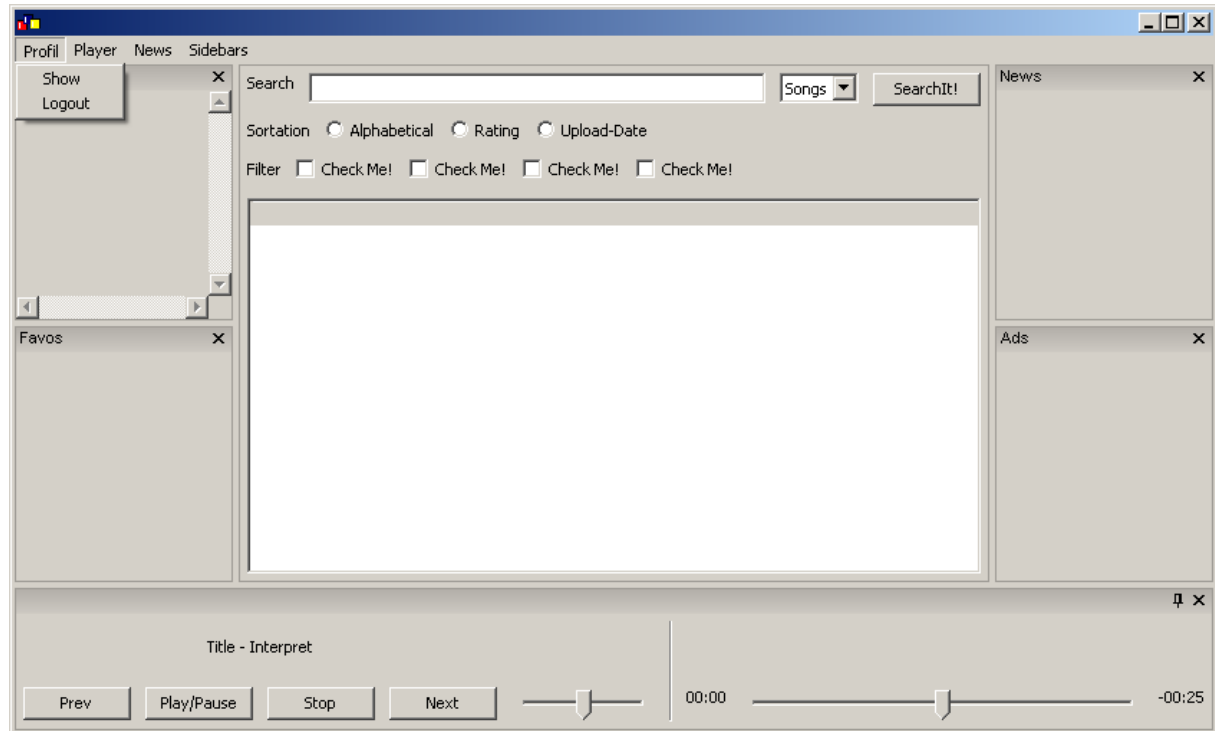 Profil Player News Sidebars
Show
Logout
Search Songs SearchIt!
Sortation Alphabetical Rating Upload-Date
Filter Check Me! Check Me! Check Me! Check Me!
News
Favos
Ads
Title - Interpret
Prev Play/Pause Stop Next 00:00 -00:25